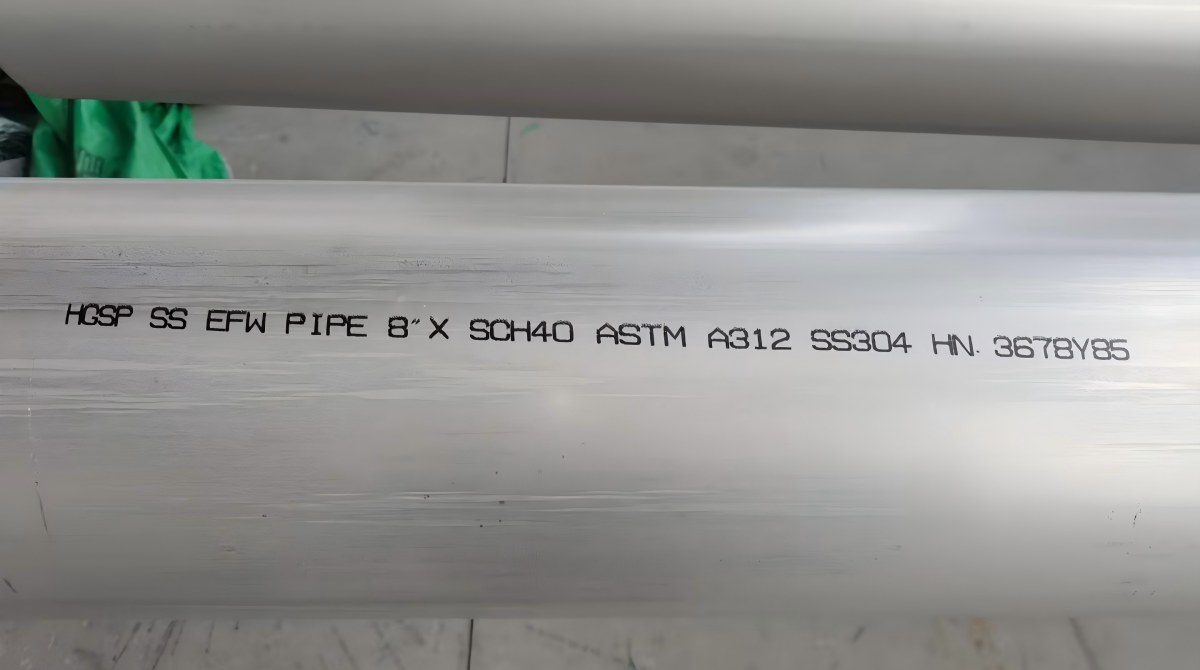 HGSP SS EFW PIPE 8" X SCH40 ASTM A312 SS304 HN. 3678Y85